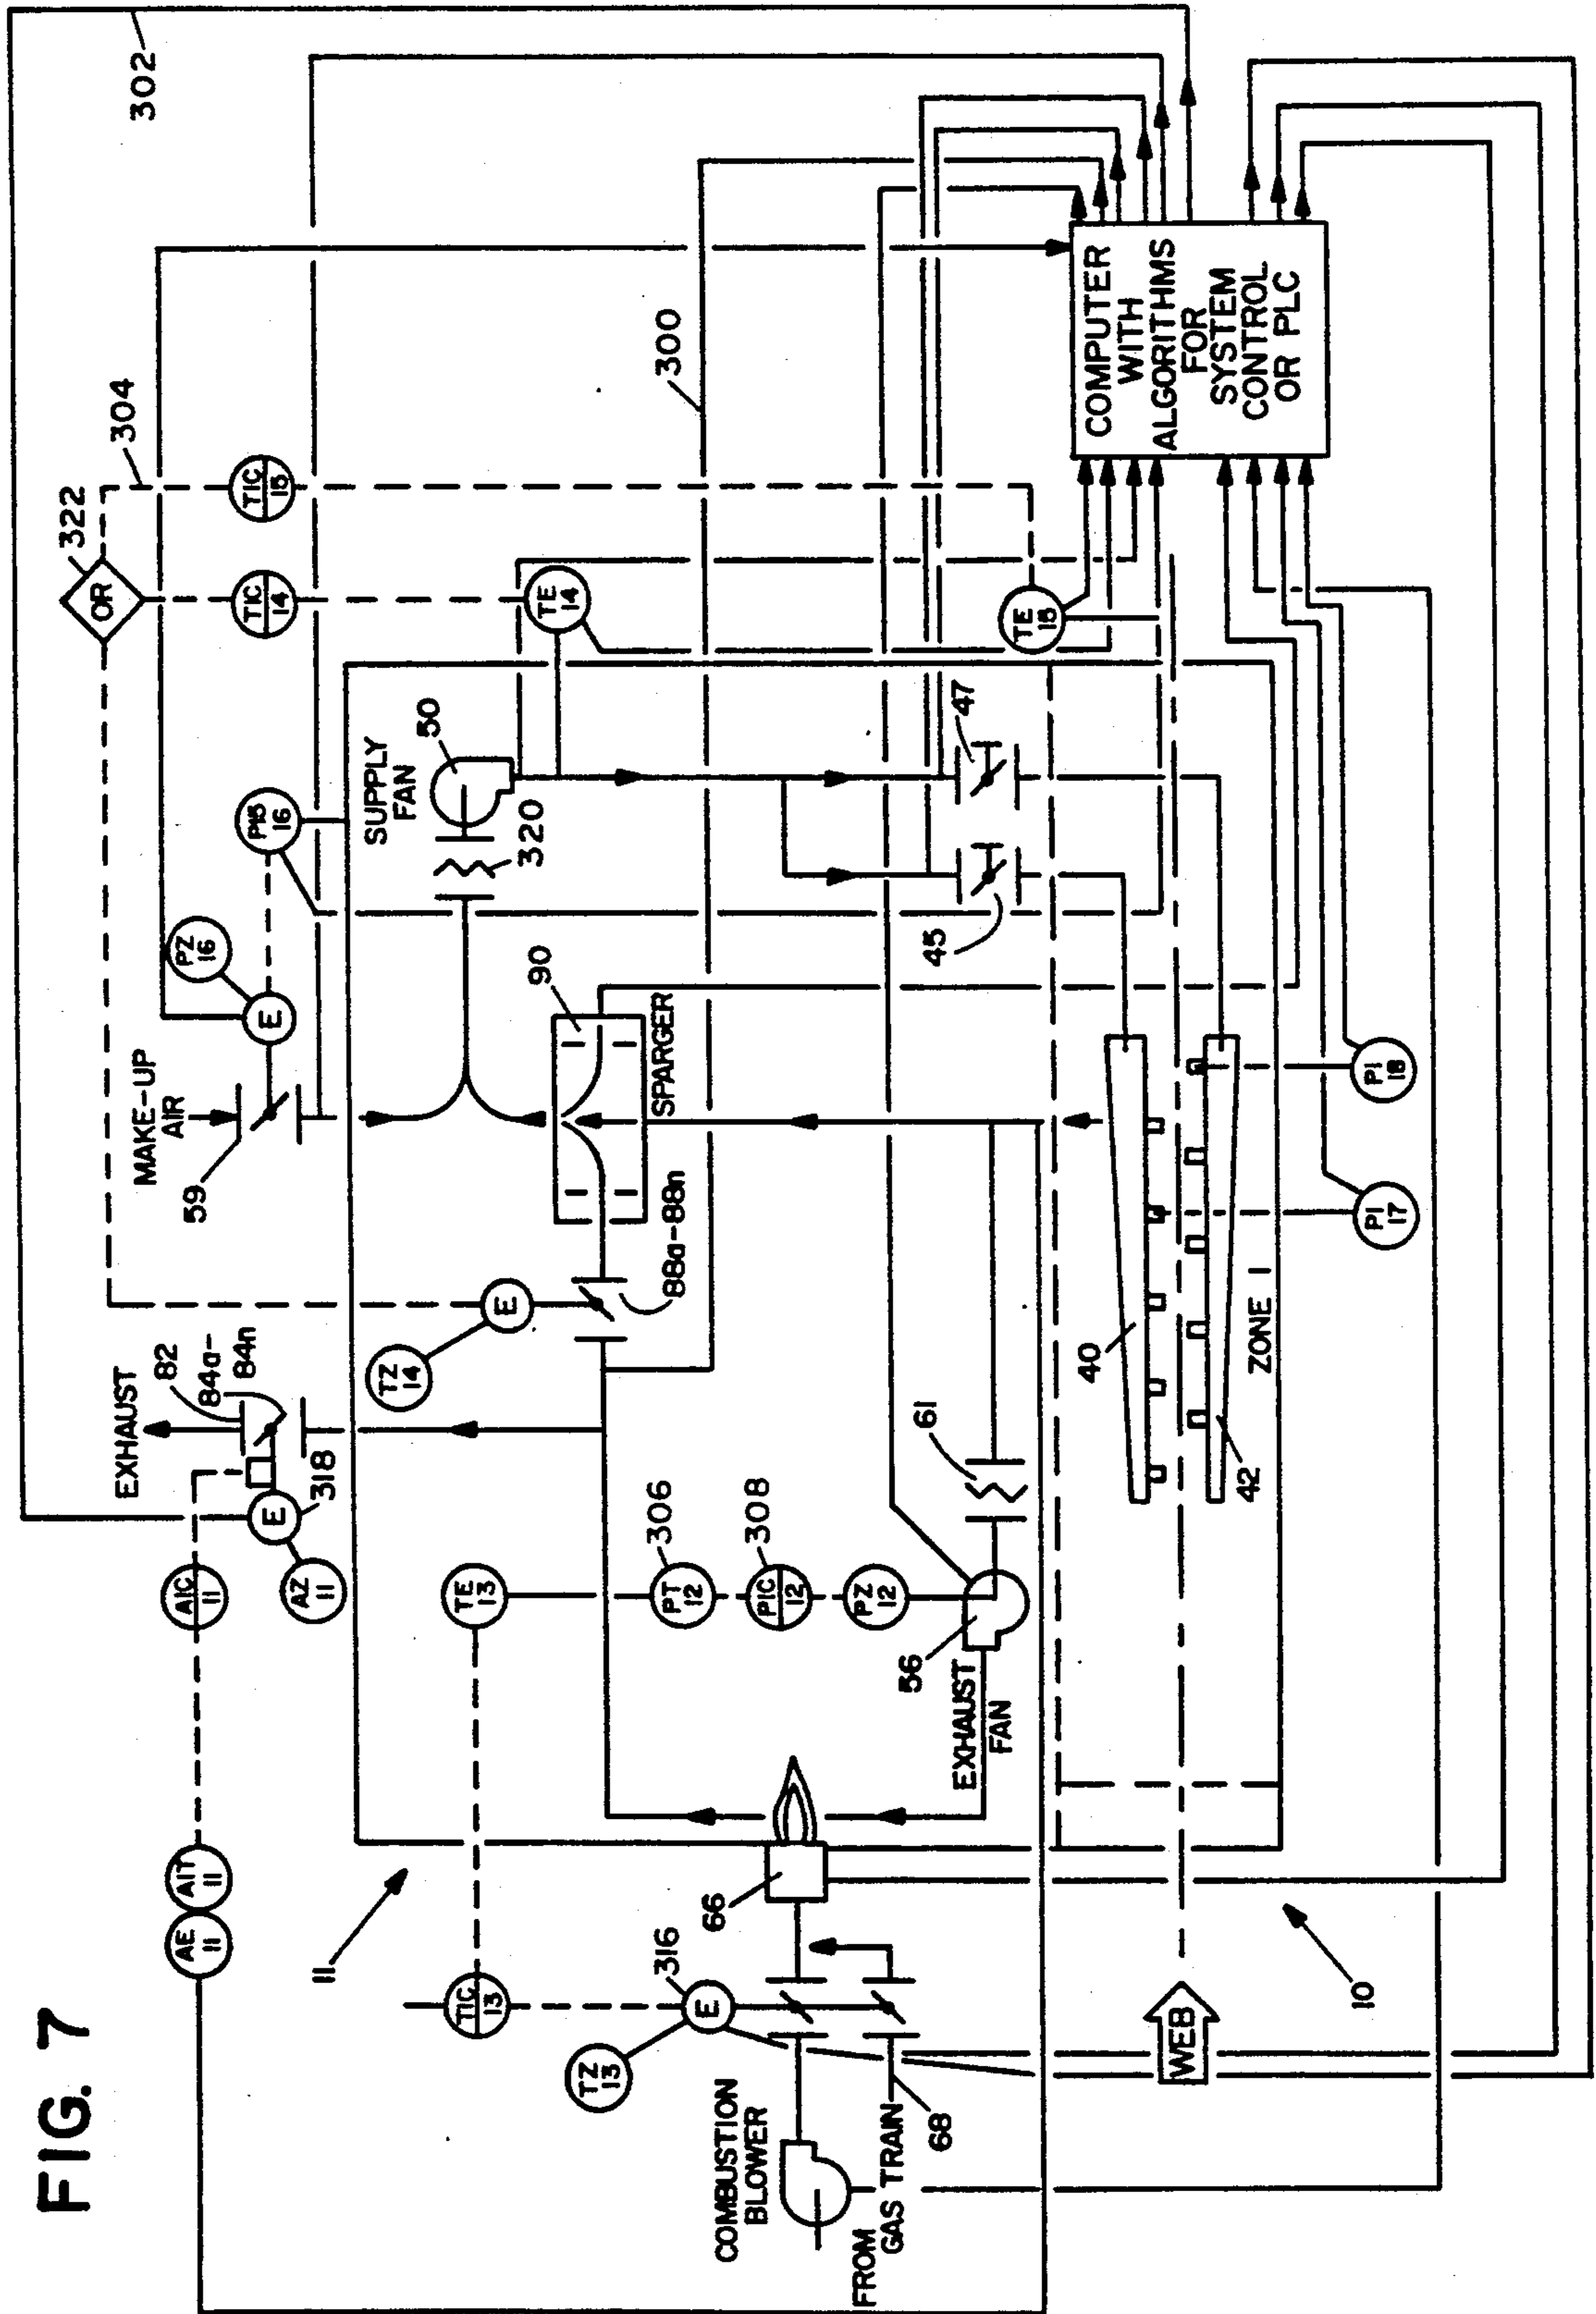 FIG. 7
302
304
322
OR
TIC
15
TIC
14
300
TE
14
TE
15
COMPUTER
WITH
ALGORITHMS
FOR
SYSTEM
CONTROL
OR PLC
SUPPLY
FAN
50
320
47
45
16
PZ
16
E
MAKE-UP
AIR
59
90
SPARGER
88a-88n
E
TZ
14
EXHAUST
82
84a-
84n
318
E
AIC
11
AZ
11
TE
13
306
PT
12
308
PIC
12
PZ
12
56
EXHAUST
FAN
61
40
42
ZONE 1
PI
18
PI
17
AIT
11
AE
11
11
66
TIC
13
316
E
TZ
13
COMBUSTION
BLOWER
FROM
GAS TRAIN
68
WEB
10